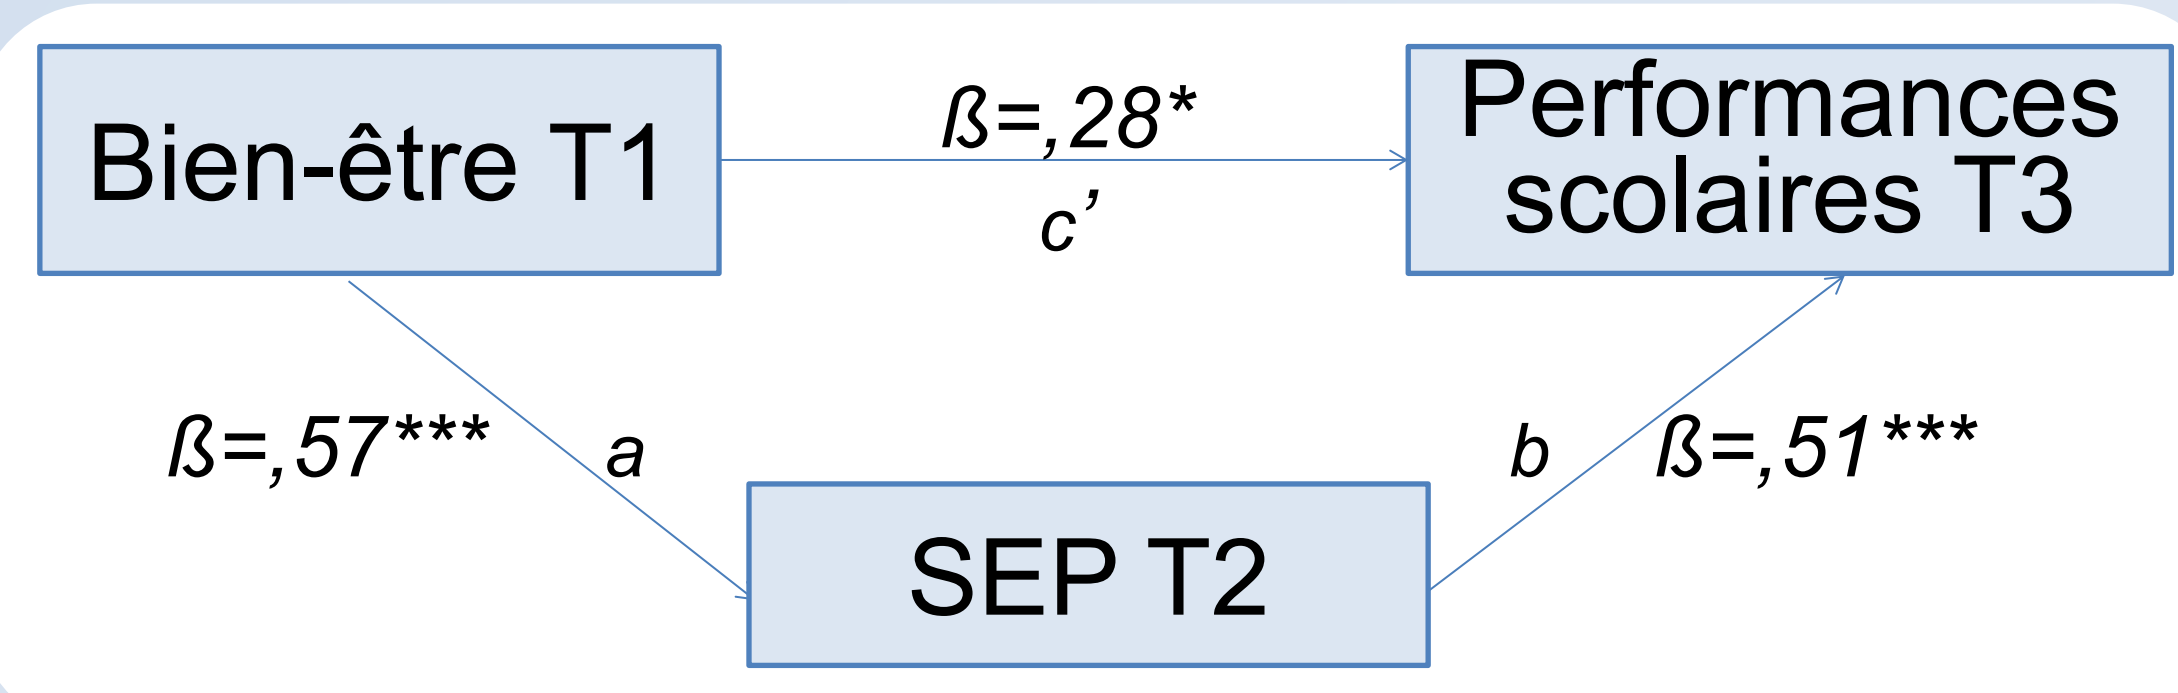 Bien-être T1
ß=,28*
c’
Performances
scolaires T3
ß=,57***
a
b
ß=,51***
SEP T2